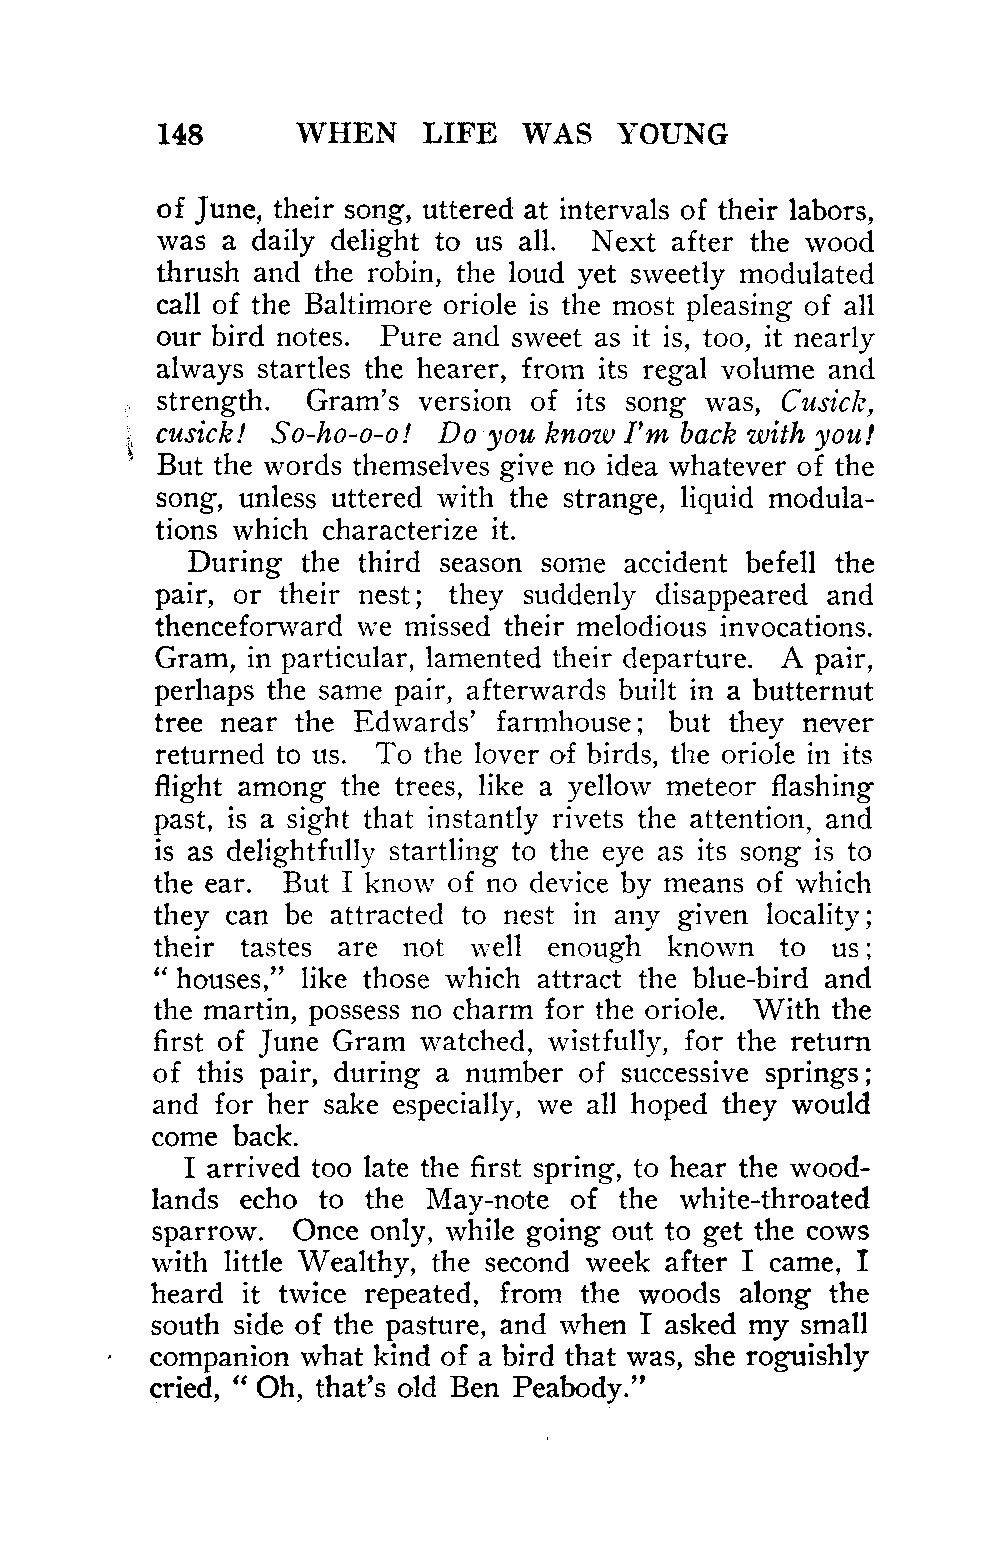 148 WHEN LIFE WAS YOUNG
of June, their song, uttered at intervals of their labors,
was a daily delight to us all. Next after the wood
thrush and the robin, the loud yet sweetly modulated
call of the Baltimore oriole is the most pleasing of all
our bird notes. Pure and sweet as it is, too, it nearly
always startles the hearer, from its regal volume and
strength. Gram's version of its song was, Cusick,
cusick! So-ho-o-o! Do you know I'm back with you!
But the words themselves give no idea whatever of the
song, unless uttered with the strange, liquid modula-
tions which characterize it.
During the third season some accident befell the
pair, or their nest; they suddenly disappeared and
thenceforward we missed their melodious invocations.
Gram, in particular, lamented their departure. A pair,
perhaps the same pair, afterwards built in a butternut
tree near the Edwards' farmhouse; but they never
returned to us. To the lover of birds, the oriole in its
flight among the trees, like a yellow meteor flashing
past, is a sight that instantly rivets the attention, and
is as delightfully startling to the eye as its song is to
the ear. But I know of no device by means of which
they can be attracted to nest in any given locality;
their tastes are not well enough known to us;
" houses," like those which attract the blue-bird and
the martin, possess no charm for the oriole. With the
first of June Gram watched, wistfully, for the return
of this pair, during a number of successive springs;
and for her sake especially, we all hoped they would
come back.
I arrived too late the first spring, to hear the wood-
lands echo to the May-note of the white-throated
sparrow. Once only, while going out to get the cows
with little Wealthy, the second week after I came, I
heard it twice repeated, from the woods along the
south side of the pasture, and when I asked my small
companion what kind of a bird that was, she roguishly
cried, " Oh, that's old Ben Peabody."